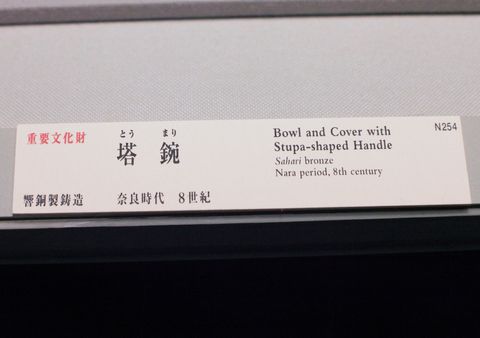 重要文化財
とう まり
塔 鋺
響銅製鋳造 奈良時代 8世紀
Bowl and Cover with
Stupa-shaped Handle
Sahari bronze
Nara period, 8th century
N254